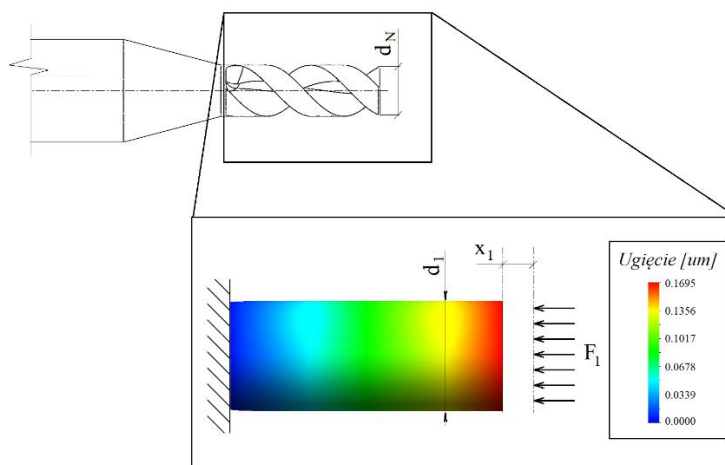 d_N
x_1
d_1
F_1
Ugięcie [um]
0.1695
0.1356
0.1017
0.0678
0.0339
0.0000